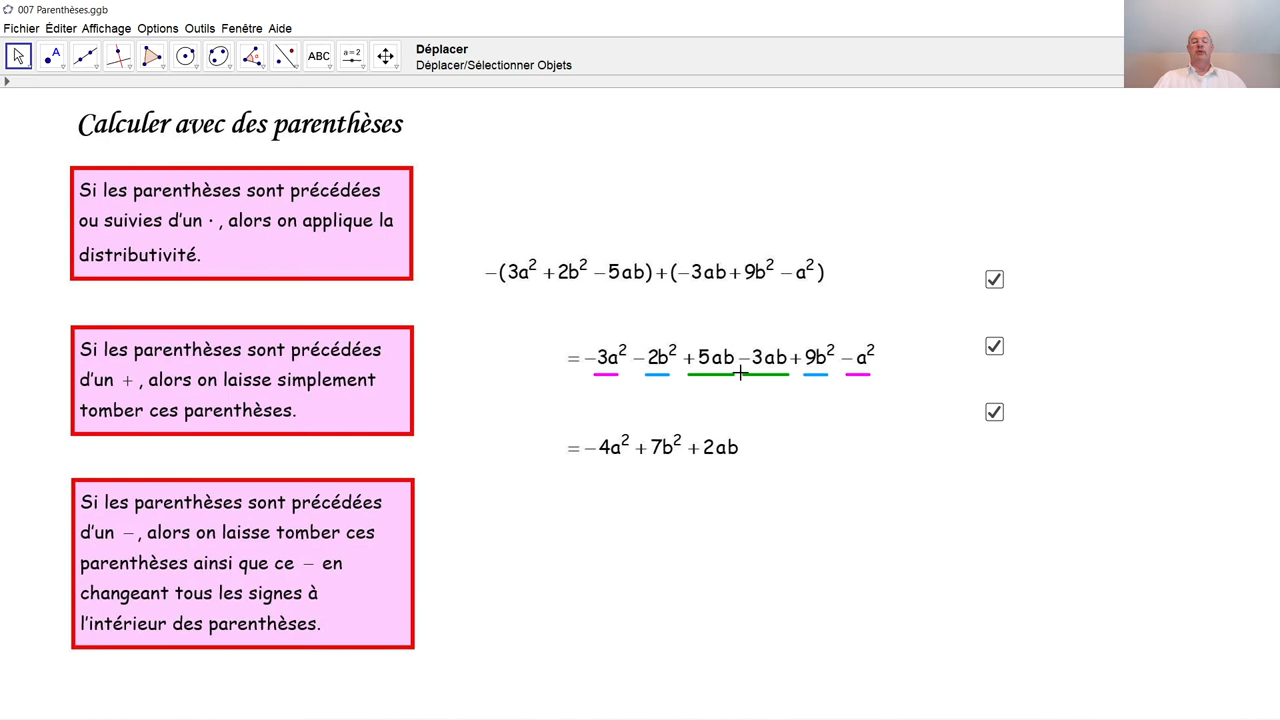 007 Parenthèses.ggb
Fichier Éditer Affichage Options Outils Fenêtre Aide
A
ABC
a=2
Déplacer
Déplacer/Sélectionner Objets
Calculer avec des parenthèses
Si les parenthèses sont précédées
ou suivies d'un · , alors on applique la
distributivité.
Si les parenthèses sont précédées
d'un +, alors on laisse simplement
tomber ces parenthèses.
Si les parenthèses sont précédées
d'un −, alors on laisse tomber ces
parenthèses ainsi que ce − en
changeant tous les signes à
l'intérieur des parenthèses.
−(3a² +2b² −5ab)+(−3ab+9b² −a²)
=−3a² −2b² +5ab−3ab+9b² −a²
=−4a² +7b² +2ab